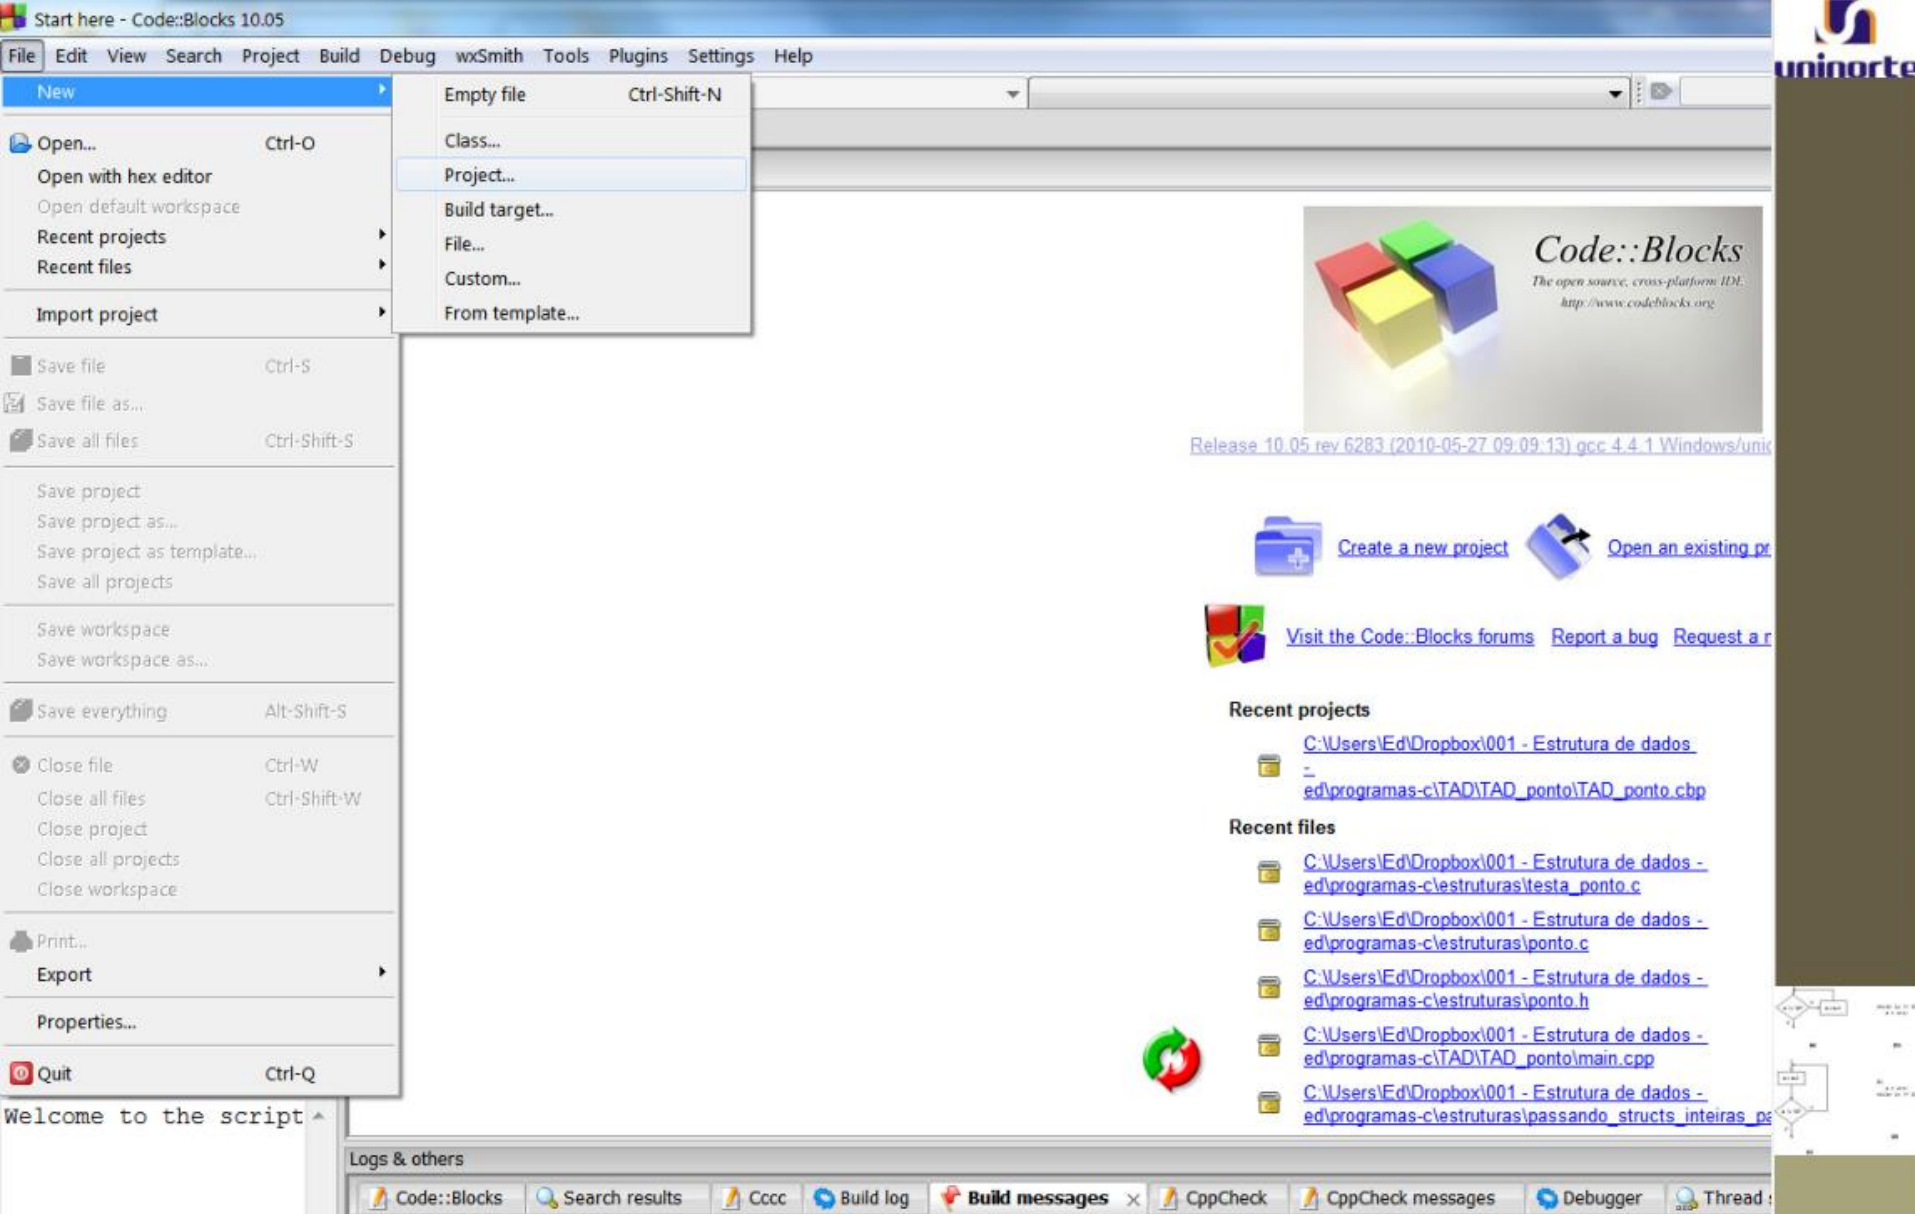 Start here - Code::Blocks 10.05
File Edit View Search Project Build Debug wxSmith Tools Plugins Settings Help
New
Open... Ctrl-O
Open with hex editor
Open default workspace
Recent projects
Recent files
Import project
Save file Ctrl-S
Save file as...
Save all files Ctrl-Shift-S
Save project
Save project as...
Save project as template...
Save all projects
Save workspace
Save workspace as...
Save everything Alt-Shift-S
Close file Ctrl-W
Close all files Ctrl-Shift-W
Close project
Close all projects
Close workspace
Print...
Export
Properties...
Quit Ctrl-Q
Empty file Ctrl-Shift-N
Class...
Project...
Build target...
File...
Custom...
From template...
Code::Blocks
The open source, cross-platform IDE
http://www.codeblocks.org
Release 10.05 rev 6283 (2010-05-27 09:09:13) gcc 4.4.1 Windows/unic
Create a new project Open an existing pr
Visit the Code::Blocks forums Report a bug Request a n
Recent projects
C:\Users\Ed\Dropbox\001 - Estrutura de dados
-
ed\programas-c\TAD\TAD_ponto\TAD_ponto.cbp
Recent files
C:\Users\Ed\Dropbox\001 - Estrutura de dados -
ed\programas-c\estruturas\testa_ponto.c
C:\Users\Ed\Dropbox\001 - Estrutura de dados -
ed\programas-c\estruturas\ponto.c
C:\Users\Ed\Dropbox\001 - Estrutura de dados -
ed\programas-c\estruturas\ponto.h
C:\Users\Ed\Dropbox\001 - Estrutura de dados -
ed\programas-c\TAD\TAD_ponto\main.cpp
C:\Users\Ed\Dropbox\001 - Estrutura de dados -
ed\programas-c\estruturas\passando_structs_inteiras_pa
Welcome to the script
Logs & others
Code::Blocks Search results Cccc Build log Build messages CppCheck CppCheck messages Debugger Thread
uninorte